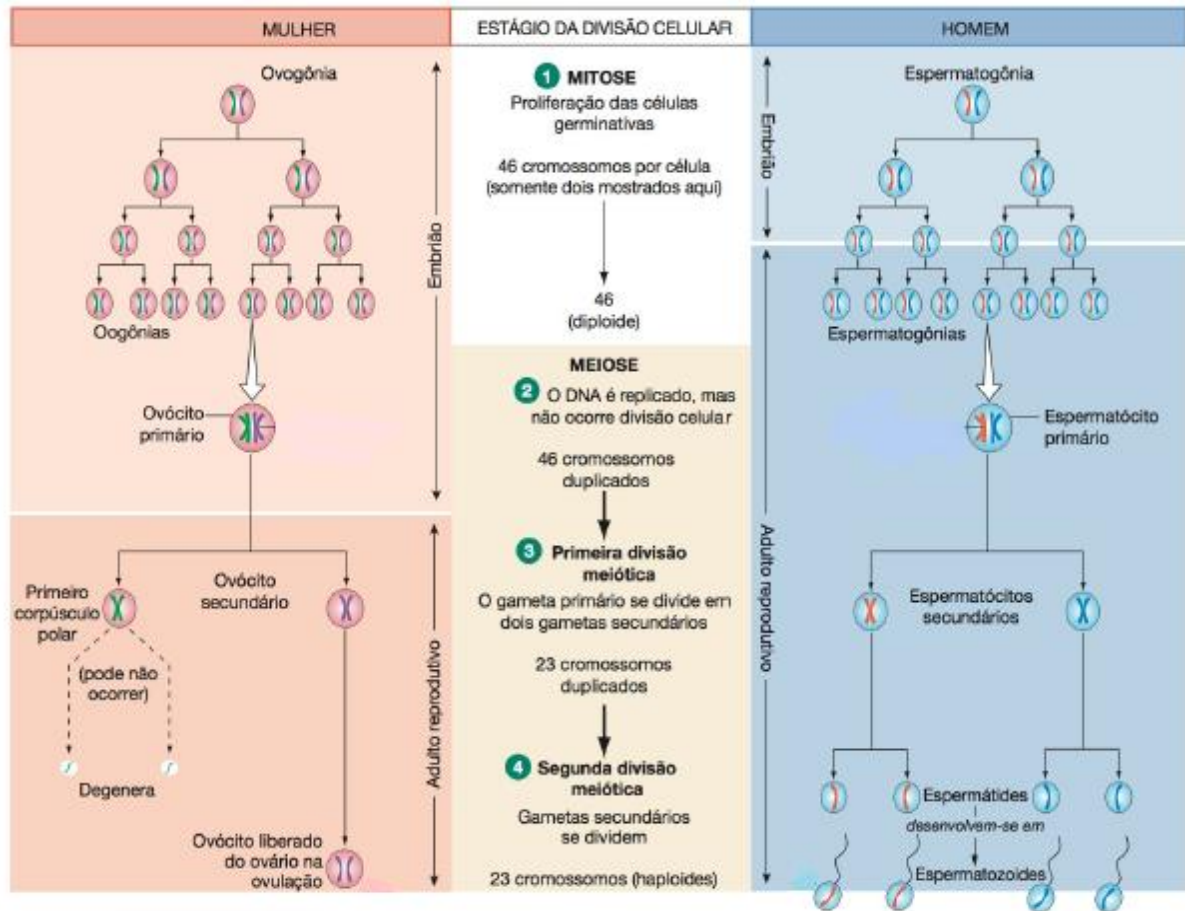 MULHER
Ovogônia
Oogônias
Embrião
Ovócito
primário
Primeiro
corpúsculo
polar
Ovócito
secundário
(pode não
ocorrer)
Degenera
Ovócito liberado
do ovário na
ovulação
Adulto reprodutivo
ESTÁGIO DA DIVISÃO CELULAR
1 MITOSE
Proliferação das células
germinativas
46 cromossomos por célula
(somente dois mostrados aqui)
46
(diploide)
MEIOSE
2 O DNA é replicado, mas
não ocorre divisão celular
46 cromossomos
duplicados
3 Primeira divisão
meiótica
O gameta primário se divide em
dois gametas secundários
23 cromossomos
duplicados
4 Segunda divisão
meiótica
Gametas secundários
se dividem
23 cromossomos (haploides)
HOMEM
Espermatogônia
Embrião
Espermatogônias
Espermatócito
primário
Adulto reprodutivo
Espermatócitos
secundários
Espermátides
desenvolvem-se em
Espermatozoides